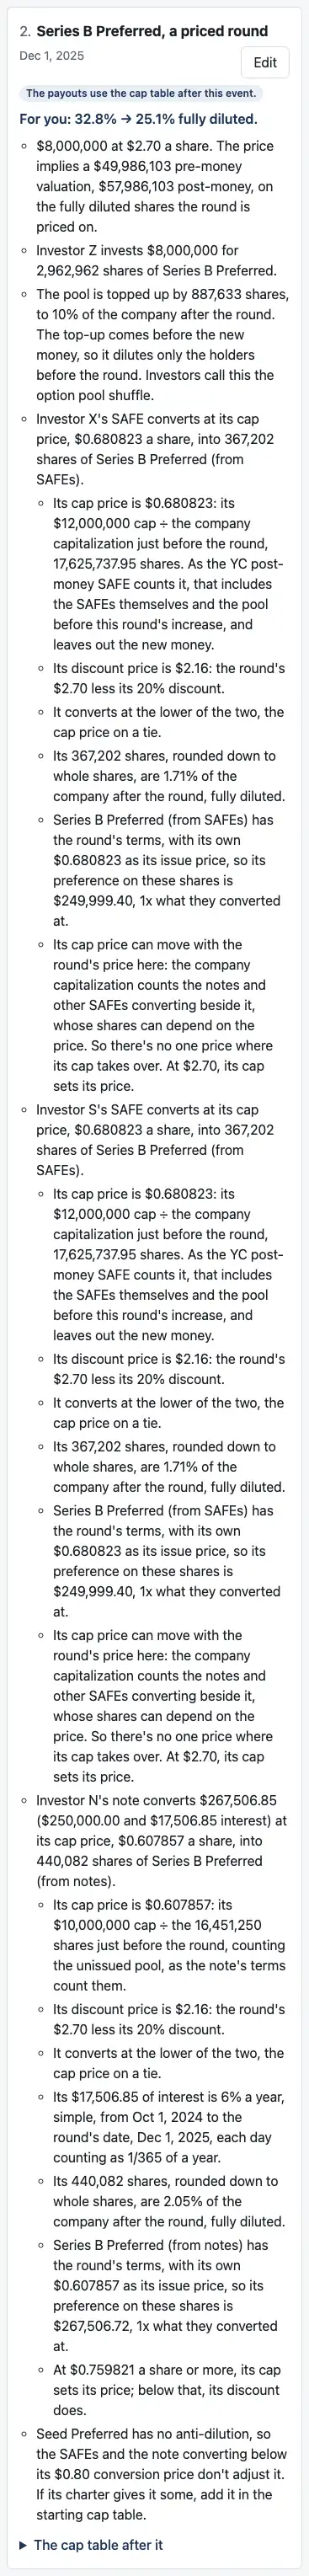 2. Series B Preferred, a priced round
Dec 1, 2025
Edit
The payouts use the cap table after this event.
For you: 32.8% → 25.1% fully diluted.
$8,000,000 at $2.70 a share. The price
implies a $49,986,103 pre-money
valuation, $57,986,103 post-money, on
the fully diluted shares the round is
priced on.
Investor Z invests $8,000,000 for
2,962,962 shares of Series B Preferred.
The pool is topped up by 887,633 shares,
to 10% of the company after the round.
The top-up comes before the new
money, so it dilutes only the holders
before the round. Investors call this the
option pool shuffle.
Investor X's SAFE converts at its cap
price, $0.680823 a share, into 367,202
shares of Series B Preferred (from
SAFEs).
Its cap price is $0.680823: its
$12,000,000 cap ÷ the company
capitalization just before the round,
17,625,737.95 shares. As the YC post-
money SAFE counts it, that includes
the SAFEs themselves and the pool
before this round's increase, and
leaves out the new money.
Its discount price is $2.16: the round's
$2.70 less its 20% discount.
It converts at the lower of the two, the
cap price on a tie.
Its 367,202 shares, rounded down to
whole shares, are 1.71% of the
company after the round, fully diluted.
Series B Preferred (from SAFEs) has
the round's terms, with its own
$0.680823 as its issue price, so its
preference on these shares is
$249,999.40, 1x what they converted
at.
Its cap price can move with the
round's price here: the company
capitalization counts the notes and
other SAFEs converting beside it,
whose shares can depend on the
price. So there's no one price where
its cap takes over. At $2.70, its cap
sets its price.
Investor S's SAFE converts at its cap
price, $0.680823 a share, into 367,202
shares of Series B Preferred (from
SAFEs).
Its cap price is $0.680823: its
$12,000,000 cap ÷ the company
capitalization just before the round,
17,625,737.95 shares. As the YC post-
money SAFE counts it, that includes
the SAFEs themselves and the pool
before this round's increase, and
leaves out the new money.
Its discount price is $2.16: the round's
$2.70 less its 20% discount.
It converts at the lower of the two, the
cap price on a tie.
Its 367,202 shares, rounded down to
whole shares, are 1.71% of the
company after the round, fully diluted.
Series B Preferred (from SAFEs) has
the round's terms, with its own
$0.680823 as its issue price, so its
preference on these shares is
$249,999.40, 1x what they converted
at.
Its cap price can move with the
round's price here: the company
capitalization counts the notes and
other SAFEs converting beside it,
whose shares can depend on the
price. So there's no one price where
its cap takes over. At $2.70, its cap
sets its price.
Investor N's note converts $267,506.85
($250,000.00 and $17,506.85 interest) at
its cap price, $0.607857 a share, into
440,082 shares of Series B Preferred
(from notes).
Its cap price is $0.607857: its
$10,000,000 cap ÷ the 16,451,250
shares just before the round, counting
the unissued pool, as the note's terms
count them.
Its discount price is $2.16: the round's
$2.70 less its 20% discount.
It converts at the lower of the two, the
cap price on a tie.
Its $17,506.85 of interest is 6% a year,
simple, from Oct 1, 2024 to the
round's date, Dec 1, 2025, each day
counting as 1/365 of a year.
Its 440,082 shares, rounded down to
whole shares, are 2.05% of the
company after the round, fully diluted.
Series B Preferred (from notes) has
the round's terms, with its own
$0.607857 as its issue price, so its
preference on these shares is
$267,506.72, 1x what they converted
at.
At $0.759821 a share or more, its cap
sets its price; below that, its discount
does.
Seed Preferred has no anti-dilution, so
the SAFEs and the note converting below
its $0.80 conversion price don't adjust it.
If its charter gives it some, add it in the
starting cap table.
The cap table after it